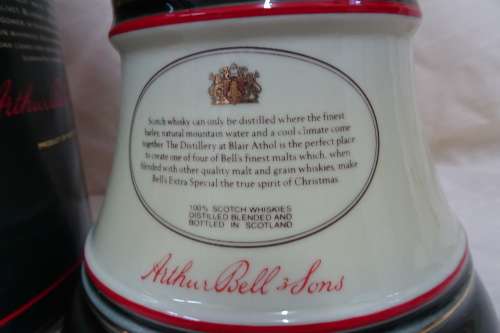 Scotch whisky can only be distilled where the finest
barley, natural mountain water and a cool climate come
together. The Distillery at Blair Athol is the perfect place
to create one of four of Bell's finest malts which, when
blended with other quality malt and grain whiskies, make
Bell's Extra Special the true spirit of Christmas.
100% SCOTCH WHISKIES
DISTILLED BLENDED AND
BOTTLED IN SCOTLAND
Arthur Bell & Sons
Arthur Bell